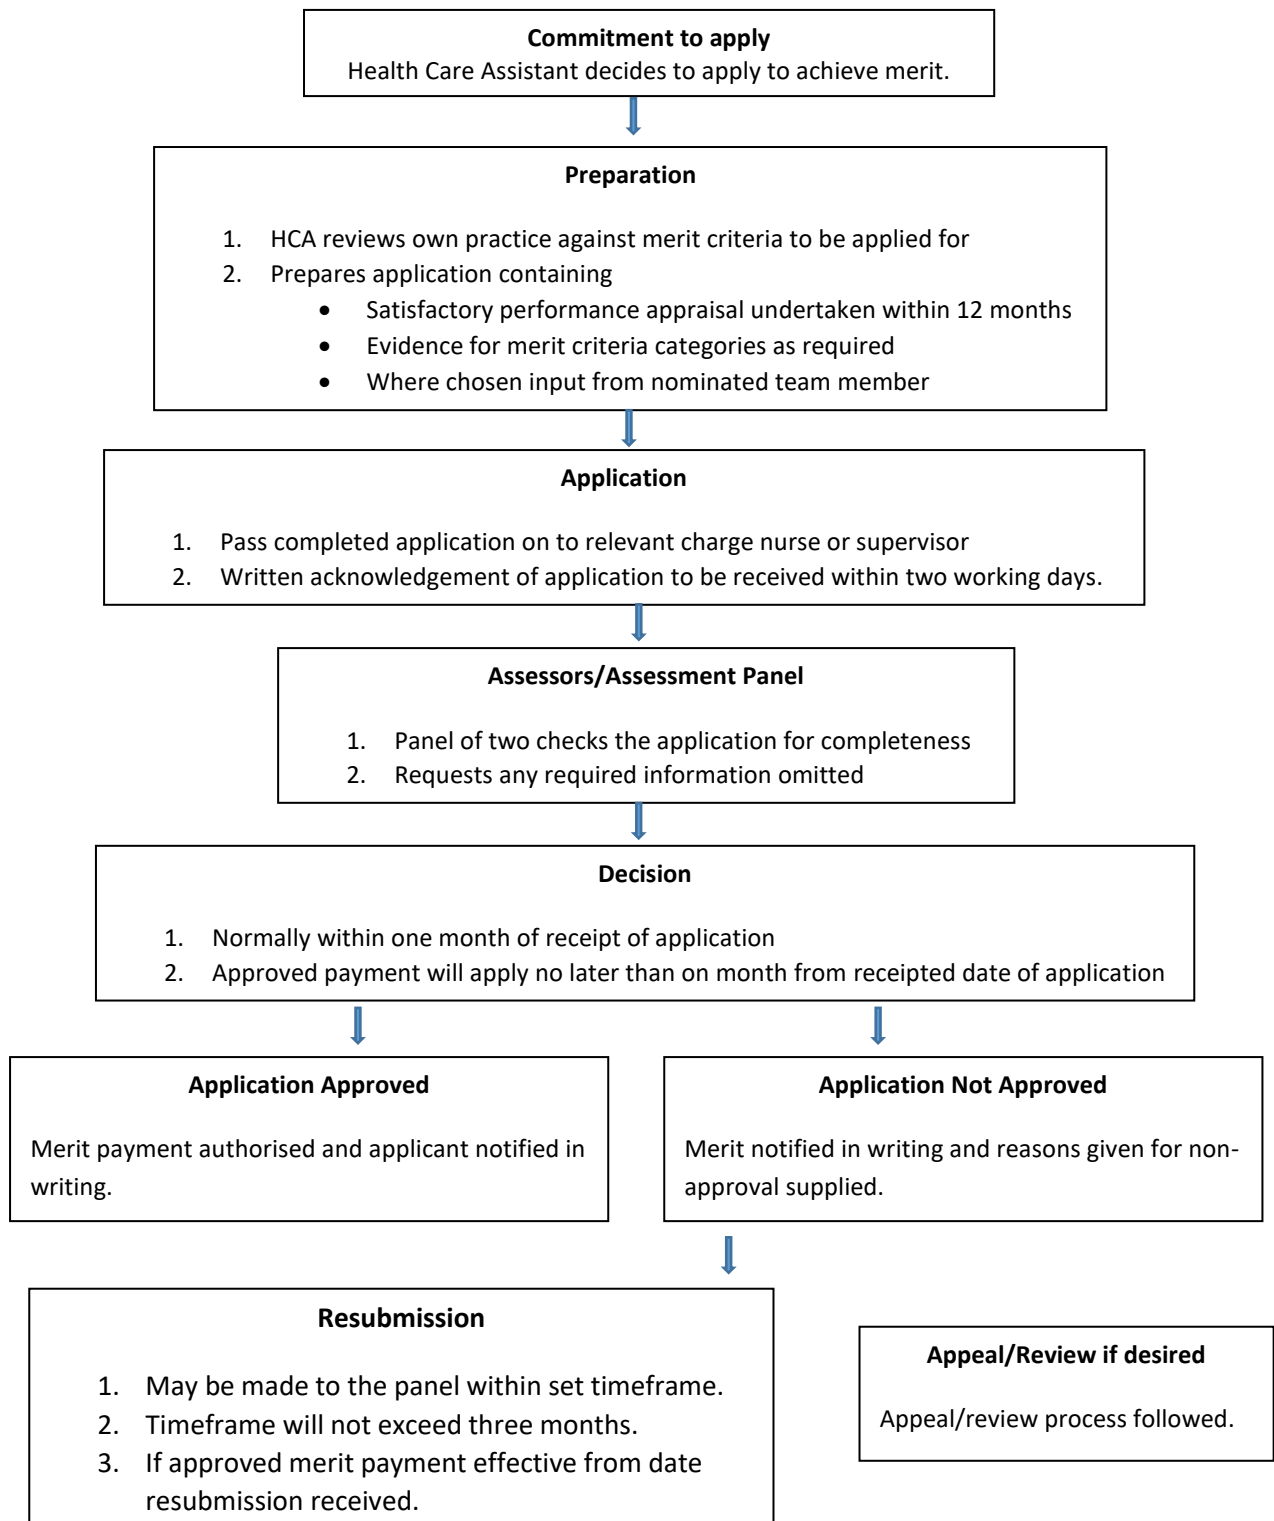 Commitment to apply
Health Care Assistant decides to apply to achieve merit.
Preparation
1. HCA reviews own practice against merit criteria to be applied for
2. Prepares application containing
• Satisfactory performance appraisal undertaken within 12 months
• Evidence for merit criteria categories as required
• Where chosen input from nominated team member
Application
1. Pass completed application on to relevant charge nurse or supervisor
2. Written acknowledgement of application to be received within two working days.
Assessors/Assessment Panel
1. Panel of two checks the application for completeness
2. Requests any required information omitted
Decision
1. Normally within one month of receipt of application
2. Approved payment will apply no later than on month from receipted date of application
Application Approved
Merit payment authorised and applicant notified in
writing.
Application Not Approved
Merit notified in writing and reasons given for non-
approval supplied.
Resubmission
1. May be made to the panel within set timeframe.
2. Timeframe will not exceed three months.
3. If approved merit payment effective from date
resubmission received.
Appeal/Review if desired
Appeal/review process followed.